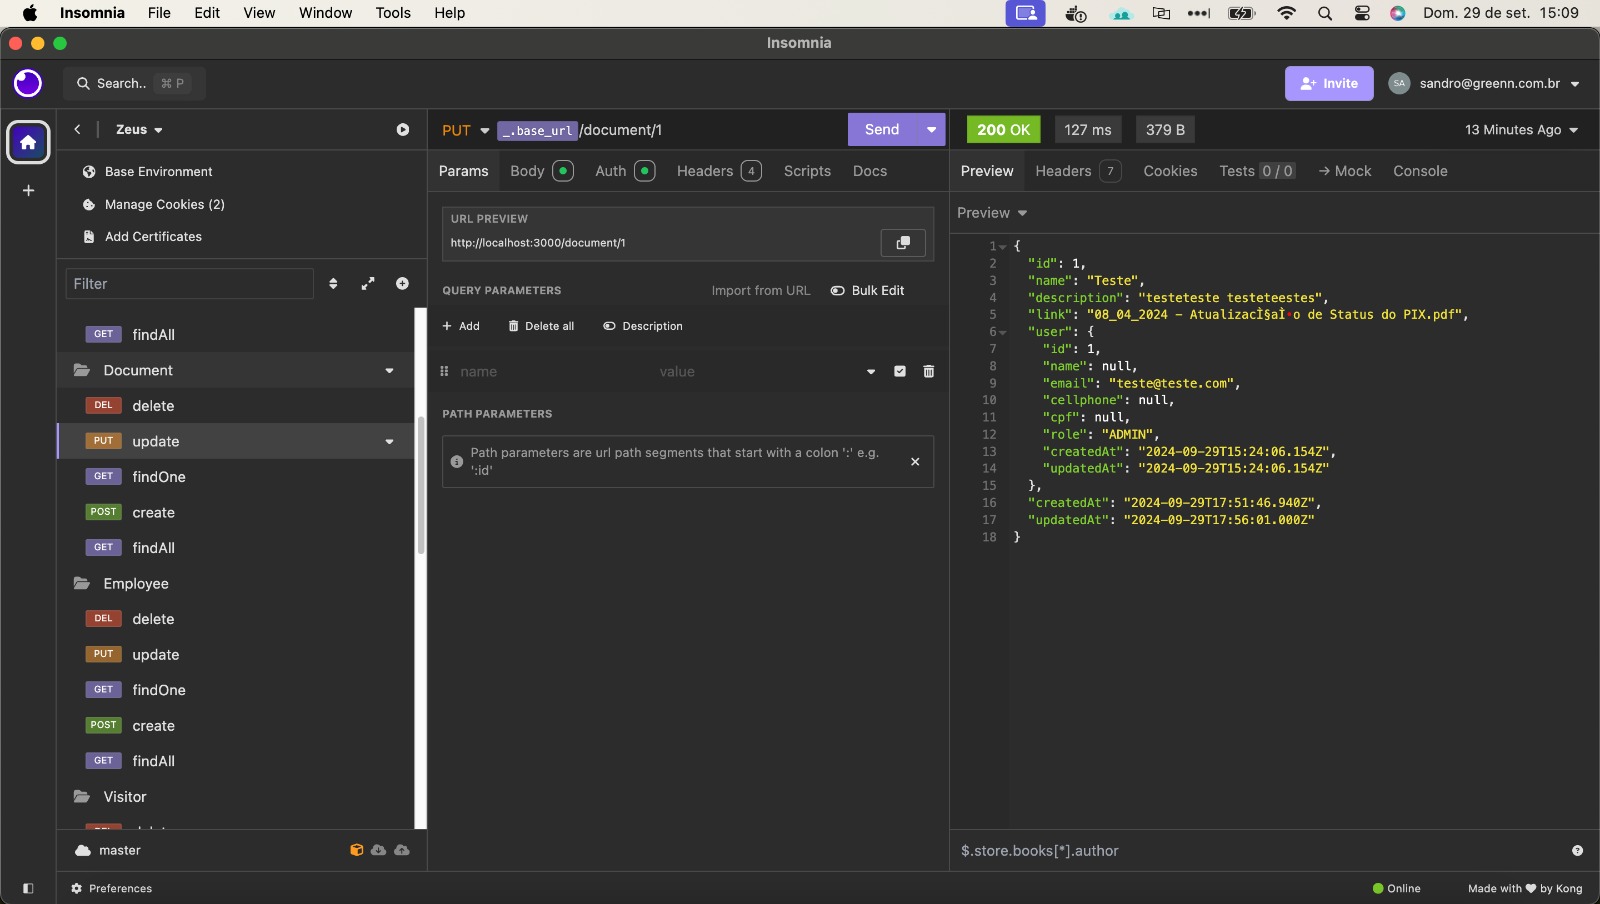 Insomnia File Edit View Window Tools Help Dom. 29 de set. 15:09
Insomnia
Search.. ⌘ P
Invite
SA sandro@greenn.com.br
Zeus
Base Environment
Manage Cookies (2)
Add Certificates
Filter
GET findAll
Document
DEL delete
PUT update
GET findOne
POST create
GET findAll
Employee
DEL delete
PUT update
GET findOne
POST create
GET findAll
Visitor
master
Preferences
PUT _.base_url/document/1 Send
Params Body Auth Headers 4 Scripts Docs
URL PREVIEW
http://localhost:3000/document/1
QUERY PARAMETERS Import from URL Bulk Edit
+ Add Delete all Description
name value
PATH PARAMETERS
Path parameters are url path segments that start with a colon ':' e.g.
':id'
200 OK 127 ms 379 B 13 Minutes Ago
Preview Headers 7 Cookies Tests 0 / 0 → Mock Console
Preview
1 {
2 "id": 1,
3 "name": "Teste",
4 "description": "testeteste testeteestes",
5 "link": "08_04_2024 - AtualizacÌ§aÌ•o de Status do PIX.pdf",
6 "user": {
7 "id": 1,
8 "name": null,
9 "email": "teste@teste.com",
10 "cellphone": null,
11 "cpf": null,
12 "role": "ADMIN",
13 "createdAt": "2024-09-29T15:24:06.154Z",
14 "updatedAt": "2024-09-29T15:24:06.154Z"
15 },
16 "createdAt": "2024-09-29T17:51:46.940Z",
17 "updatedAt": "2024-09-29T17:56:01.000Z"
18 }
$.store.books[*].author
Online Made with ♥ by Kong